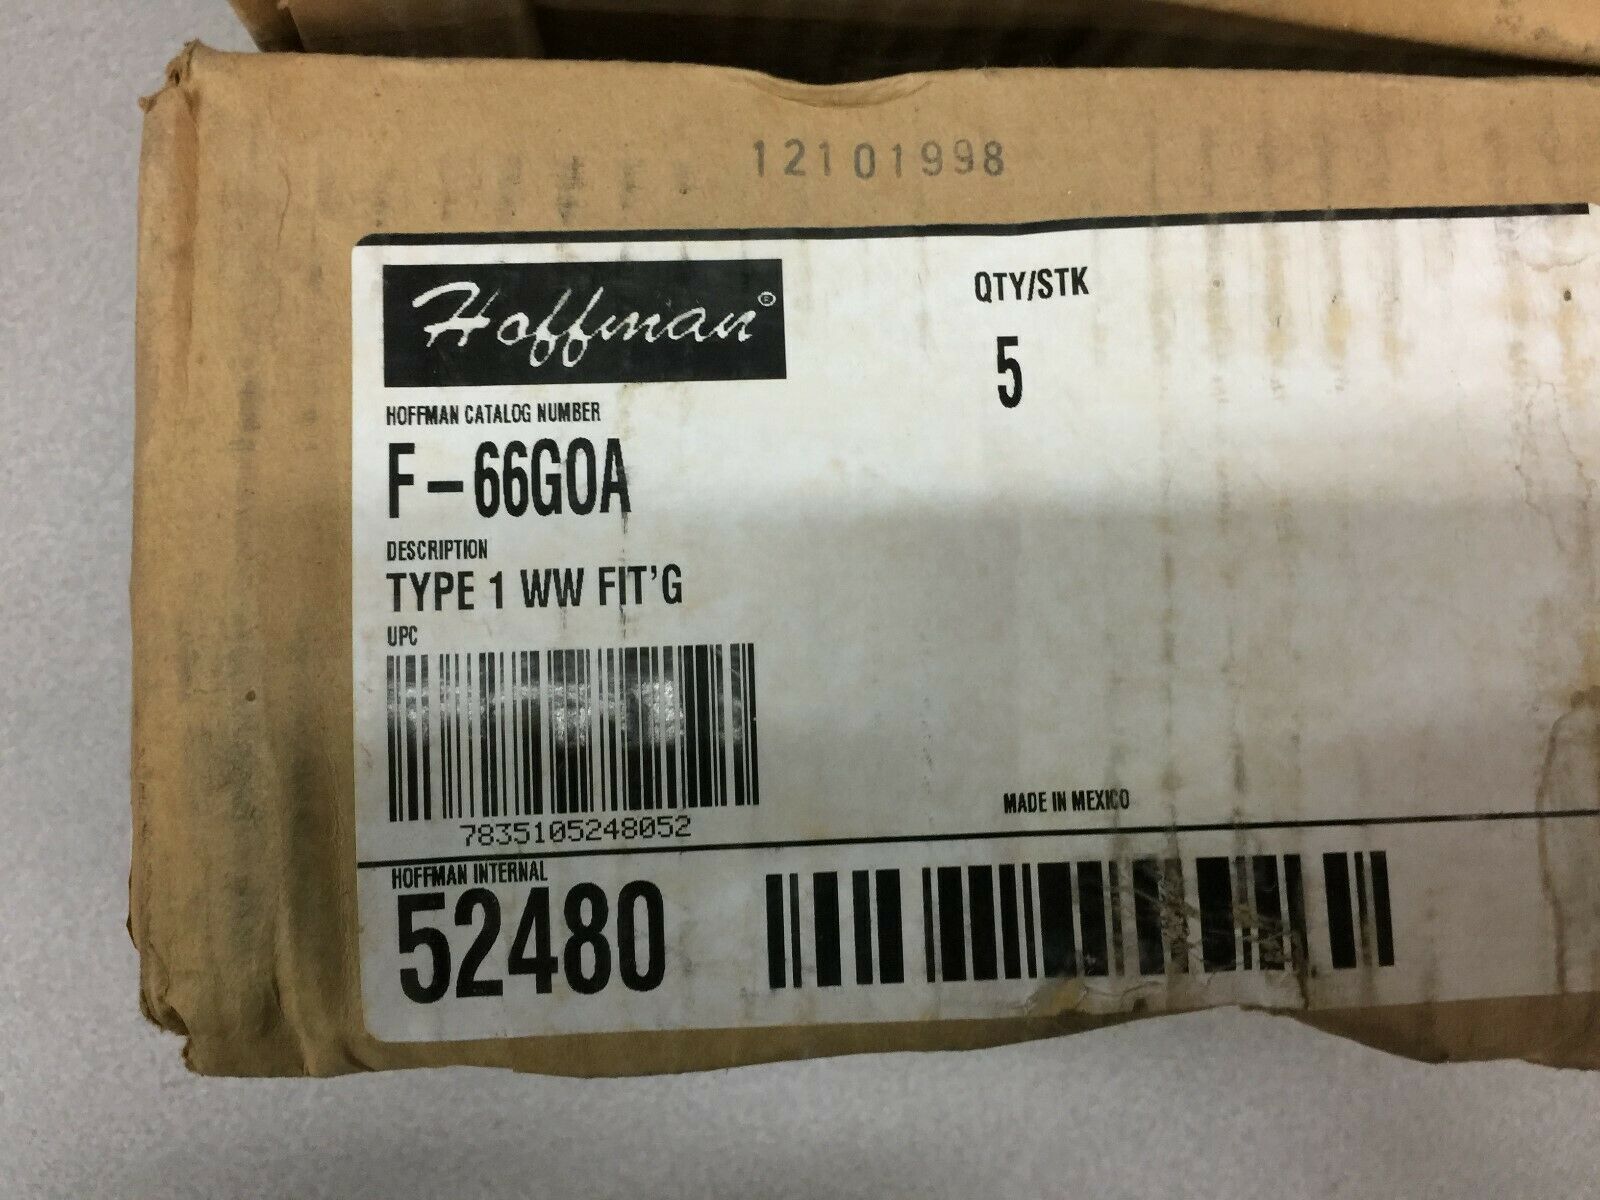 12101998
Hoffman®
QTY/STK
5
HOFFMAN CATALOG NUMBER
F-66G0A
DESCRIPTION
TYPE 1 WW FIT'G
UPC
7835105248052
MADE IN MEXICO
HOFFMAN INTERNAL
52480